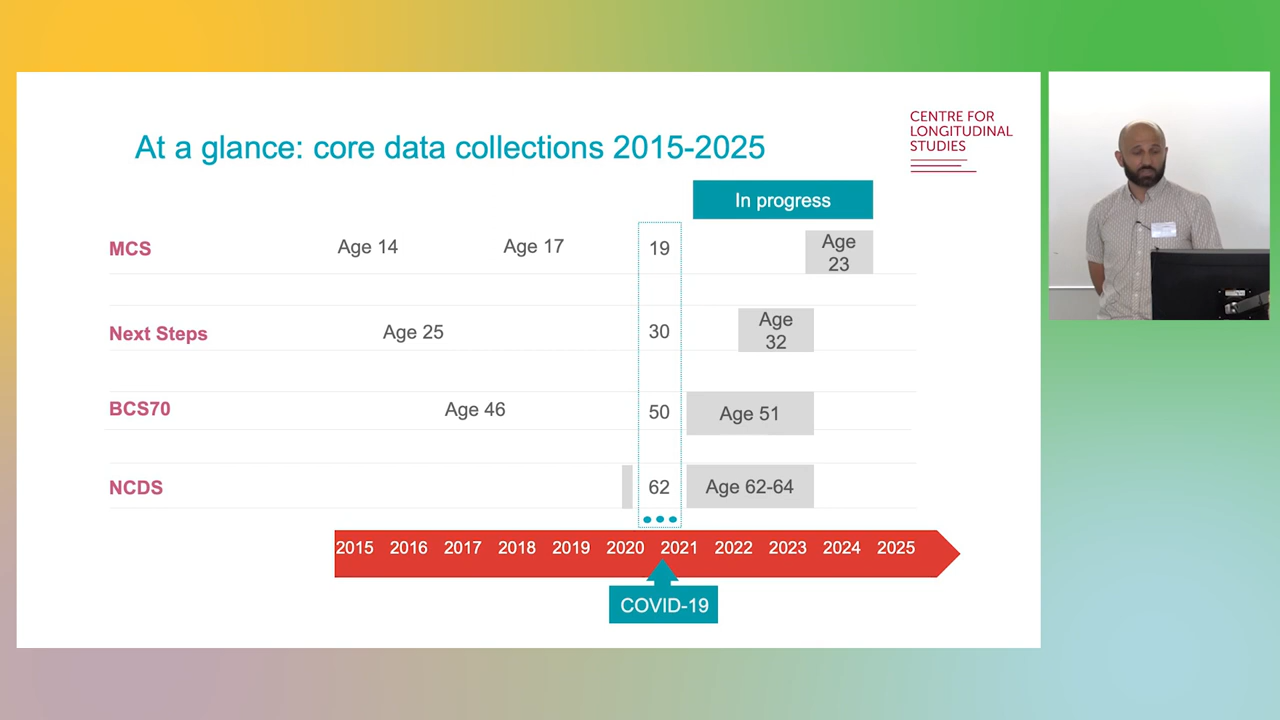 At a glance: core data collections 2015-2025
CENTRE FOR
LONGITUDINAL
STUDIES
In progress
MCS
Age 14
Age 17
19
Age
23
Next Steps
Age 25
30
Age
32
BCS70
Age 46
50
Age 51
NCDS
62
Age 62-64
2015 2016 2017 2018 2019 2020 2021 2022 2023 2024 2025
COVID-19